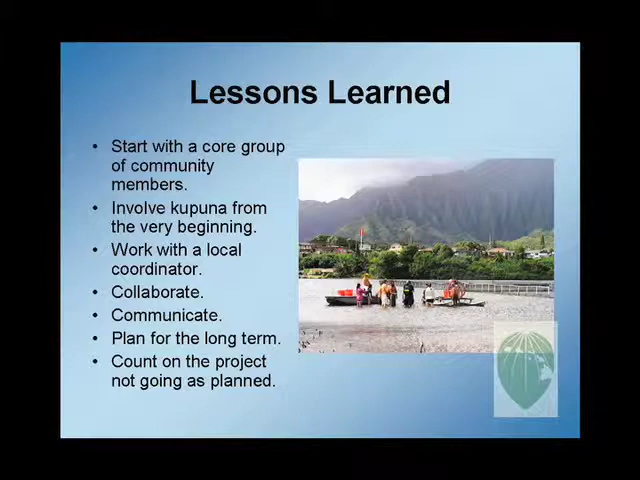 Lessons Learned
• Start with a core group
of community
members.
• Involve kupuna from
the very beginning.
• Work with a local
coordinator.
• Collaborate.
• Communicate.
• Plan for the long term.
• Count on the project
not going as planned.